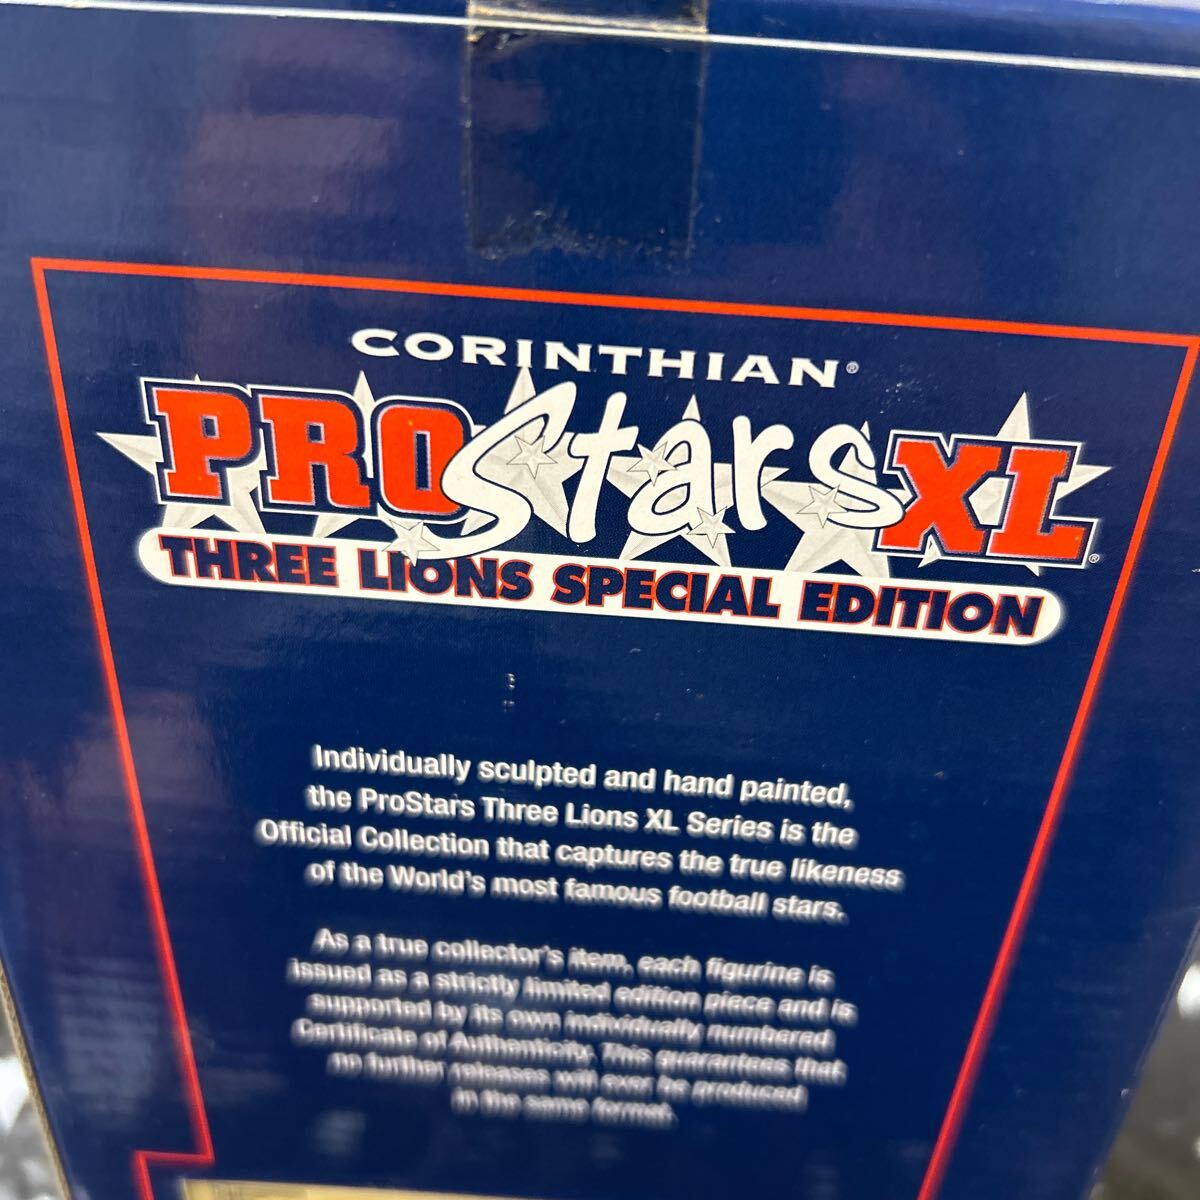 CORINTHIAN®
PROStarsXL®
THREE LIONS SPECIAL EDITION
Individually sculpted and hand painted,
the ProStars Three Lions XL Series is the
Official Collection that captures the true likeness
of the World's most famous football stars.
As a true collector's item, each figurine is
issued as a strictly limited edition piece and is
supported by its own individually numbered
Certificate of Authenticity. This guarantees that
no further releases will ever be produced
in the same format.